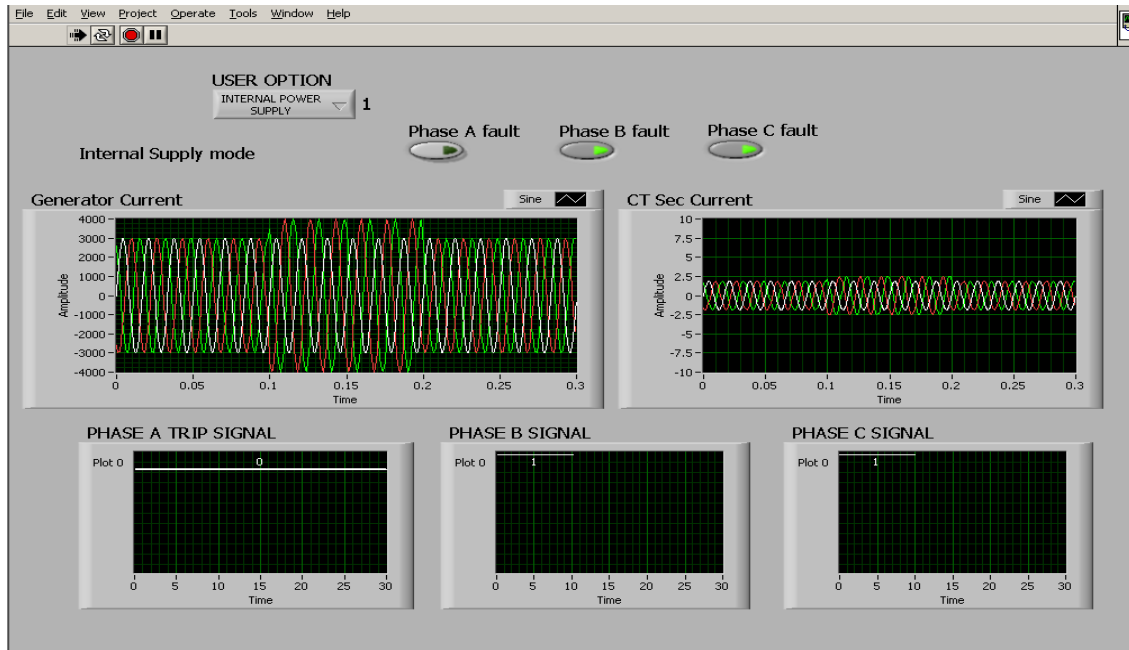 File Edit View Project Operate Tools Window Help
USER OPTION
INTERNAL POWER
SUPPLY
1
Phase A fault Phase B fault Phase C fault
Internal Supply mode
Generator Current
Sine
4000
3000
2000
1000
0
-1000
-2000
-3000
-4000
Amplitude
0 0.05 0.1 0.15 0.2 0.25 0.3
Time
CT Sec Current
Sine
10
7.5
5
2.5
0
-2.5
-5
-7.5
-10
Amplitude
0 0.05 0.1 0.15 0.2 0.25 0.3
Time
PHASE A TRIP SIGNAL
Plot 0
0
0 5 10 15 20 25 30
Time
PHASE B SIGNAL
Plot 0
1
0 5 10 15 20 25 30
Time
PHASE C SIGNAL
Plot 0
1
0 5 10 15 20 25 30
Time